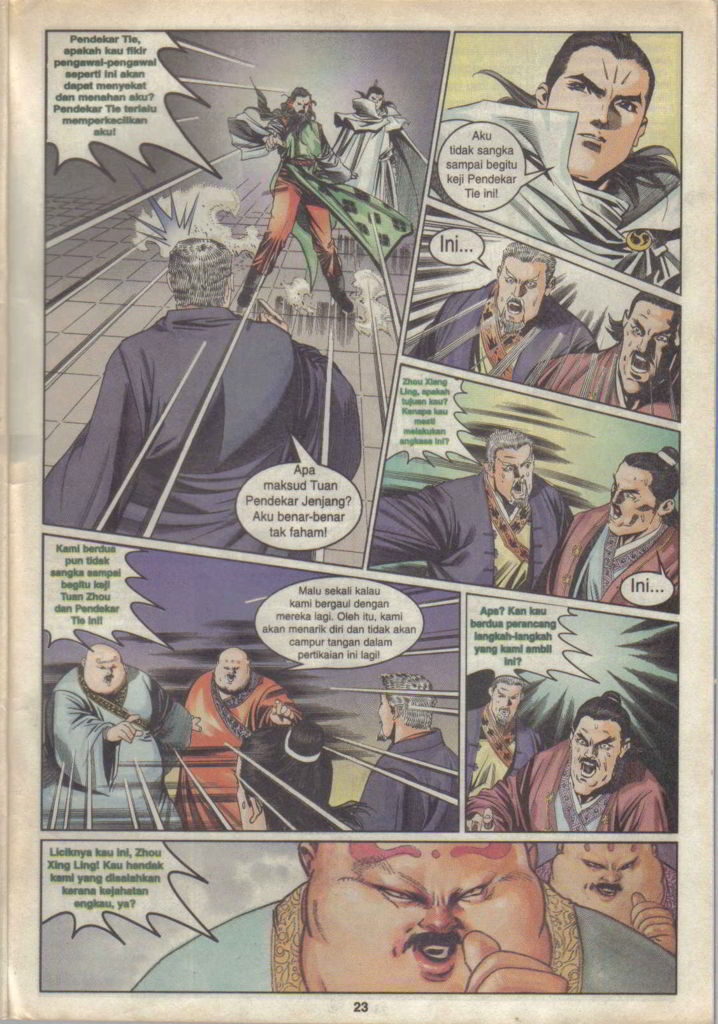 Pendekar Tie,
apakah kau fikir
pengawal-pengawal
seperti ini akan
dapat menyekat
dan menahan aku?
Pendekar Tie terlalu
memperkecilkan
aku!
Apa
maksud Tuan
Pendekar Jenjang?
Aku benar-benar
tak faham!
Aku
tidak sangka
sampai begitu
keji Pendekar
Tie ini!
Ini...
Zhou Xiang
Ling, apakah
tujuan kau?
Kenapa kau
mesti
melakukan
angkasa ini?
Ini...
Kami berdua
pun tidak
sangka sampai
begitu keji
Tuan Zhou
dan Pendekar
Tie ini!
Malu sekali kalau
kami bergaul dengan
mereka lagi. Oleh itu, kami
akan menarik diri dan tidak akan
campur tangan dalam
pertikaian ini lagi!
Apa? Kan kau
berdua perancang
langkah-langkah
yang kami ambil
ini?
Liciknya kau ini, Zhou
Xing Ling! Kau hendak
kami yang disalahkan
kerana kejahatan
engkau, ya?
23